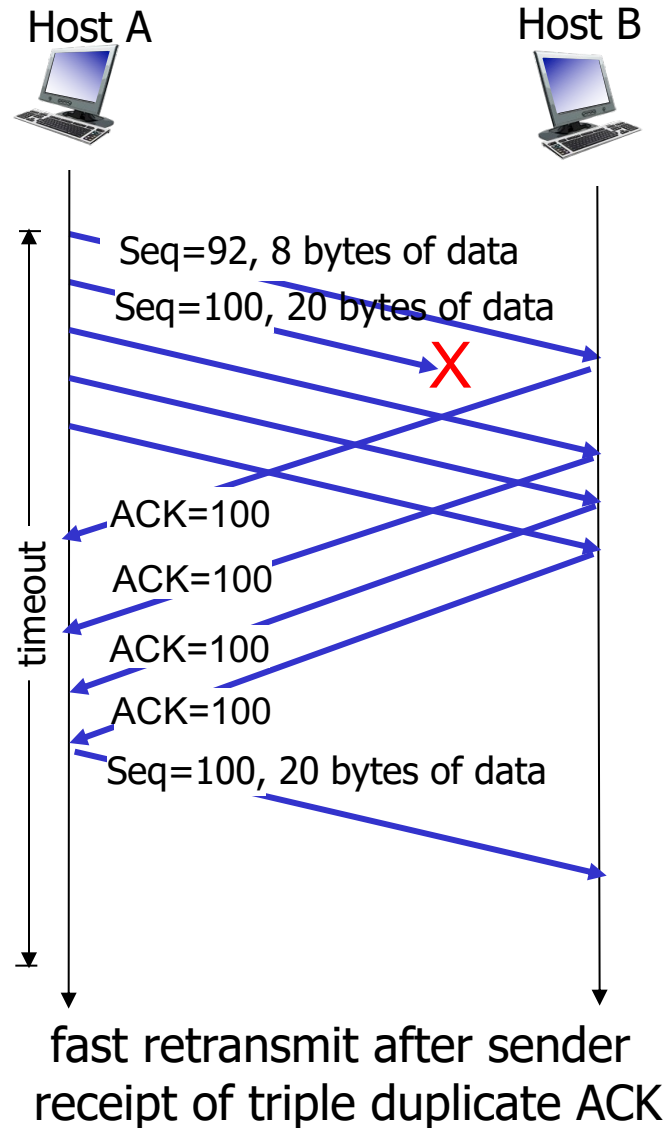 Host A
Host B
Seq=92, 8 bytes of data
Seq=100, 20 bytes of data
X
ACK=100
timeout
ACK=100
ACK=100
ACK=100
Seq=100, 20 bytes of data
fast retransmit after sender
receipt of triple duplicate ACK